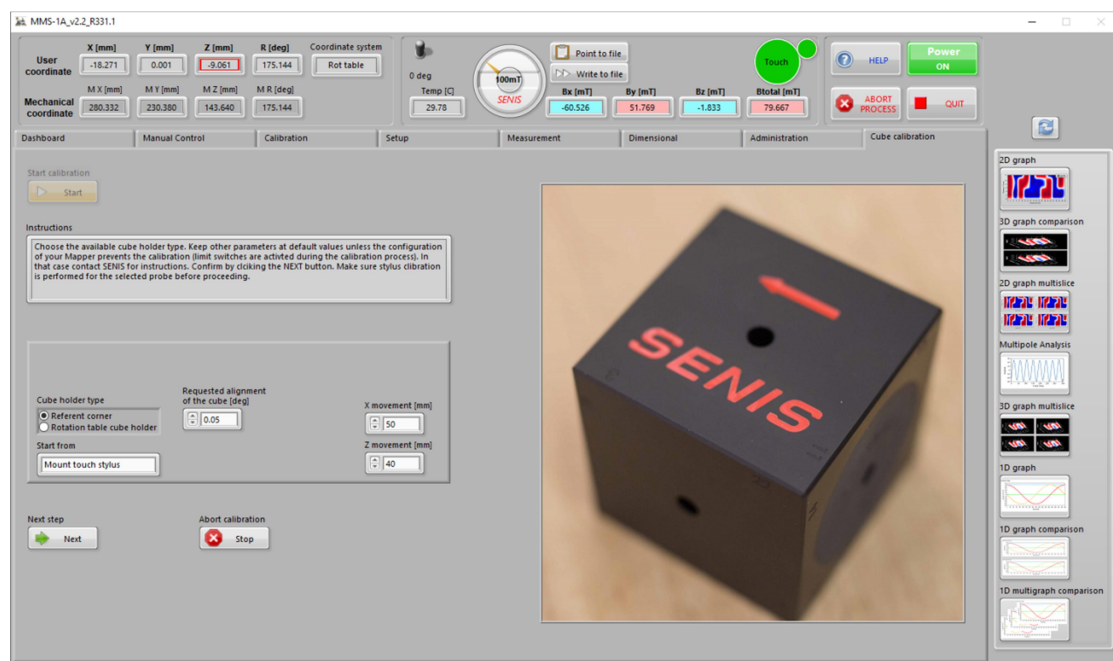 MMS-1A_v2.2_R331.1
X [mm] Y [mm] Z [mm] R [deg] Coordinate system
User coordinate -18.271 0.001 -9.061 175.144 Rot table
M X [mm] M Y [mm] M Z [mm] M R [deg]
Mechanical coordinate 280.332 230.380 143.640 175.144
0 deg
Temp [C]
29.78
100mT
SENIS
Point to file
Write to file
Bx [mT] By [mT] Bz [mT] Btotal [mT]
-60.526 51.769 -1.833 79.667
Touch
HELP
Power
ON
ABORT
PROCESS
QUIT
Dashboard Manual Control Calibration Setup Measurement Dimensional Administration Cube calibration
Start calibration
Start
Instructions
Choose the available cube holder type. Keep other parameters at default values unless the configuration
of your Mapper prevents the calibration (limit switches are activted during the calibration process). In
that case contact SENIS for instructions. Confirm by clciking the NEXT button. Make sure stylus clibration
is performed for the selected probe before proceeding.
Cube holder type
Referent corner
Rotation table cube holder
Start from
Mount touch stylus
Requested alignment
of the cube [deg]
0.05
X movement [mm]
50
Z movement [mm]
40
Next step
Next
Abort calibration
Stop
SENIS
2D graph
3D graph comparison
2D graph multislice
Multipole Analysis
3D graph multislice
1D graph
1D graph comparison
1D multigraph comparison